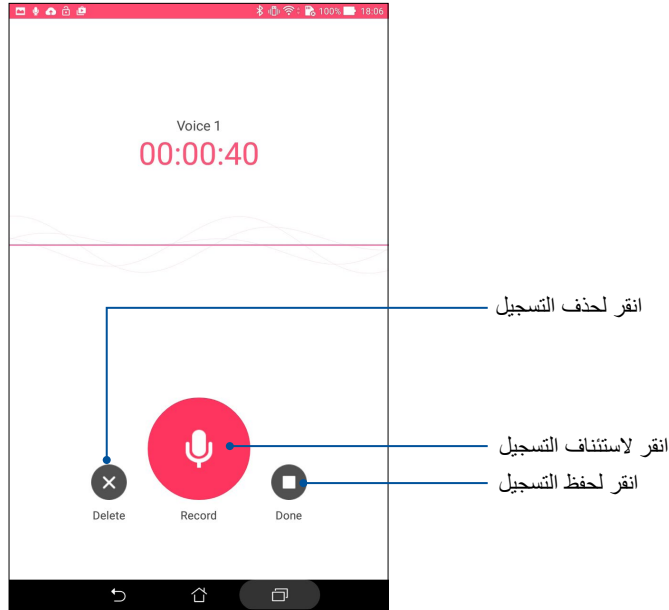 100% 18:06
Voice 1
00:00:40
انقر لحذف التسجيل
انقر لاستئناف التسجيل
انقر لحفظ التسجيل
Delete Record Done